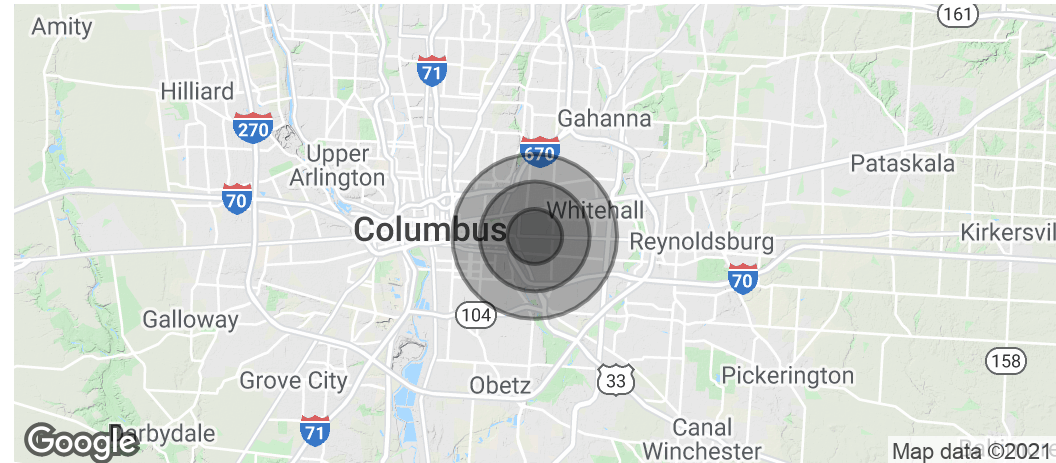 161
Amity
71
Hilliard
Gahanna
270
670
Upper
Arlington
Pataskala
70
Whitehall
Columbus
Reynoldsburg
Kirkersvil
70
104
Galloway
158
Grove City
Obetz
33
Pickerington
Canal
Winchester
71
Google
Map data ©2021